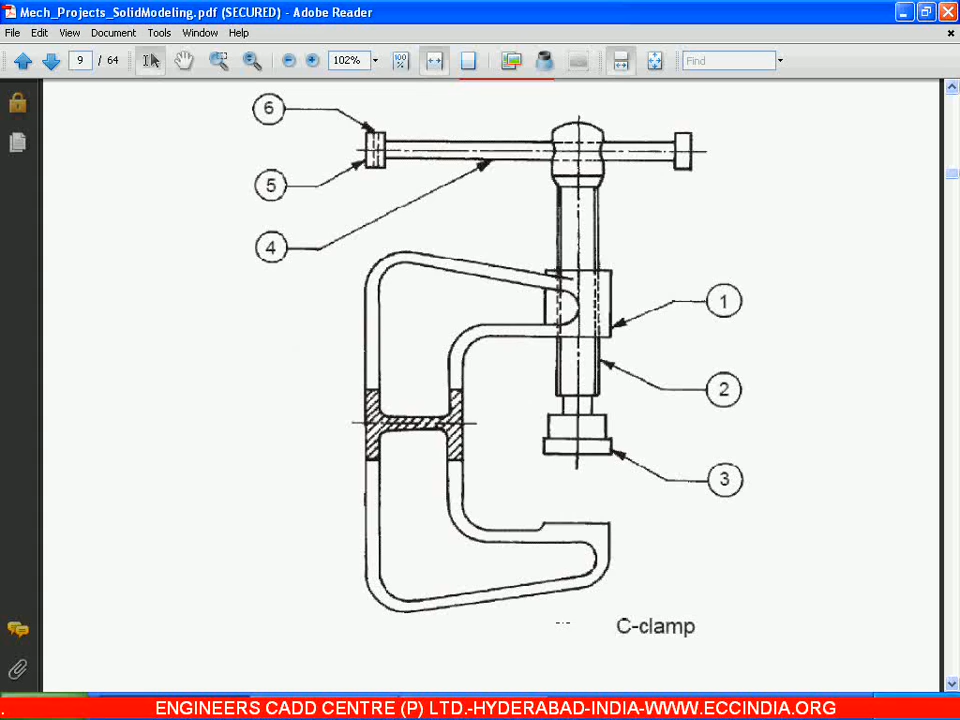 Mech_Projects_SolidModeling.pdf (SECURED) - Adobe Reader
File Edit View Document Tools Window Help
9 / 64 102% Find
6
5
4
1
2
3
C-clamp
. ENGINEERS CADD CENTRE (P) LTD.-HYDERABAD-INDIA-WWW.ECCINDIA.ORG